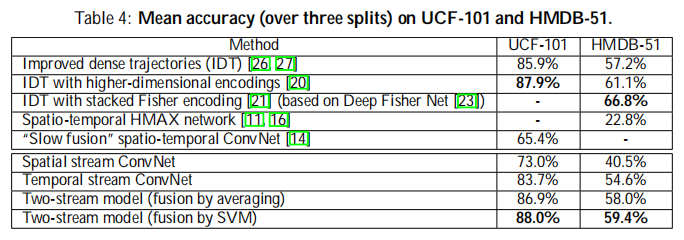 Table 4: Mean accuracy (over three splits) on UCF-101 and HMDB-51.
Method UCF-101 HMDB-51
Improved dense trajectories (IDT) [26, 27] 85.9% 57.2%
IDT with higher-dimensional encodings [20] 87.9% 61.1%
IDT with stacked Fisher encoding [21] (based on Deep Fisher Net [23]) - 66.8%
Spatio-temporal HMAX network [11, 16] - 22.8%
“Slow fusion” spatio-temporal ConvNet [14] 65.4% -
Spatial stream ConvNet 73.0% 40.5%
Temporal stream ConvNet 83.7% 54.6%
Two-stream model (fusion by averaging) 86.9% 58.0%
Two-stream model (fusion by SVM) 88.0% 59.4%